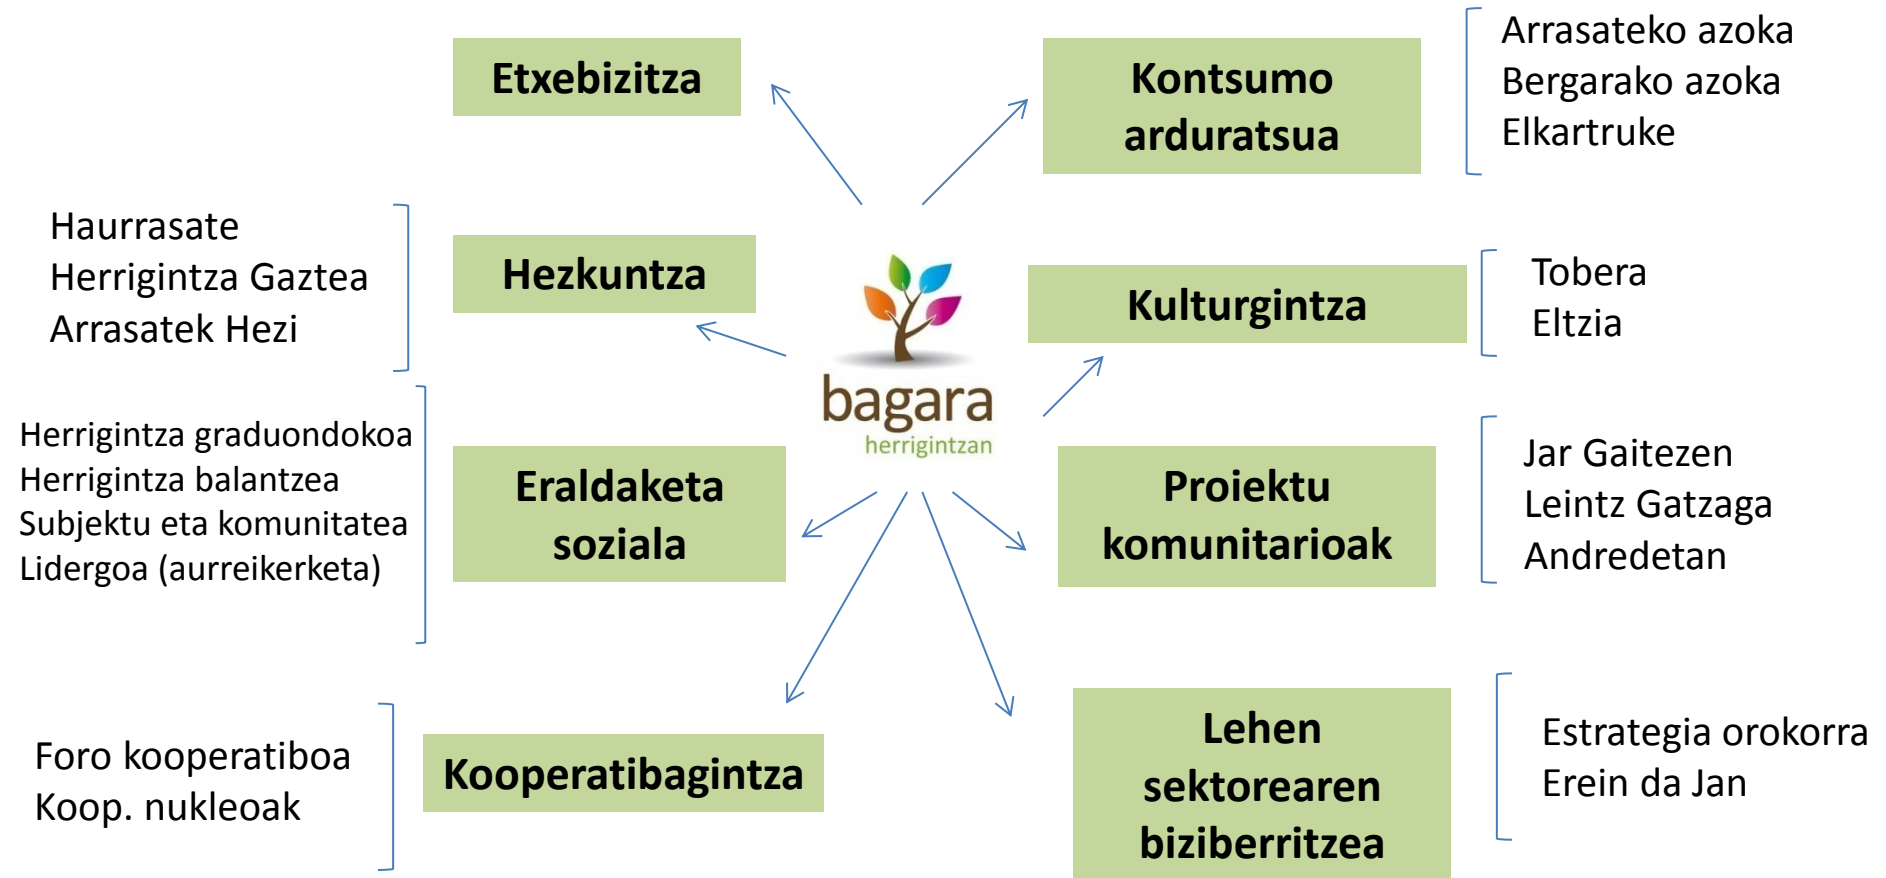 Etxebizitza
Kontsumo
arduratsua
Arrasateko azoka
Bergarako azoka
Elkartruke
Haurrasate
Herrigintza Gaztea
Arrasatek Hezi
Hezkuntza
Kulturgintza
Tobera
Eltzia
bagara
herrigintzan
Herrigintza graduondokoa
Herrigintza balantzea
Subjektu eta komunitatea
Lidergoa (aurreikerketa)
Eraldaketa
soziala
Proiektu
komunitarioak
Jar Gaitezen
Leintz Gatzaga
Andredetan
Foro kooperatiboa
Koop. nukleoak
Kooperatibagintza
Lehen
sektorearen
biziberritzea
Estrategia orokorra
Erein da Jan